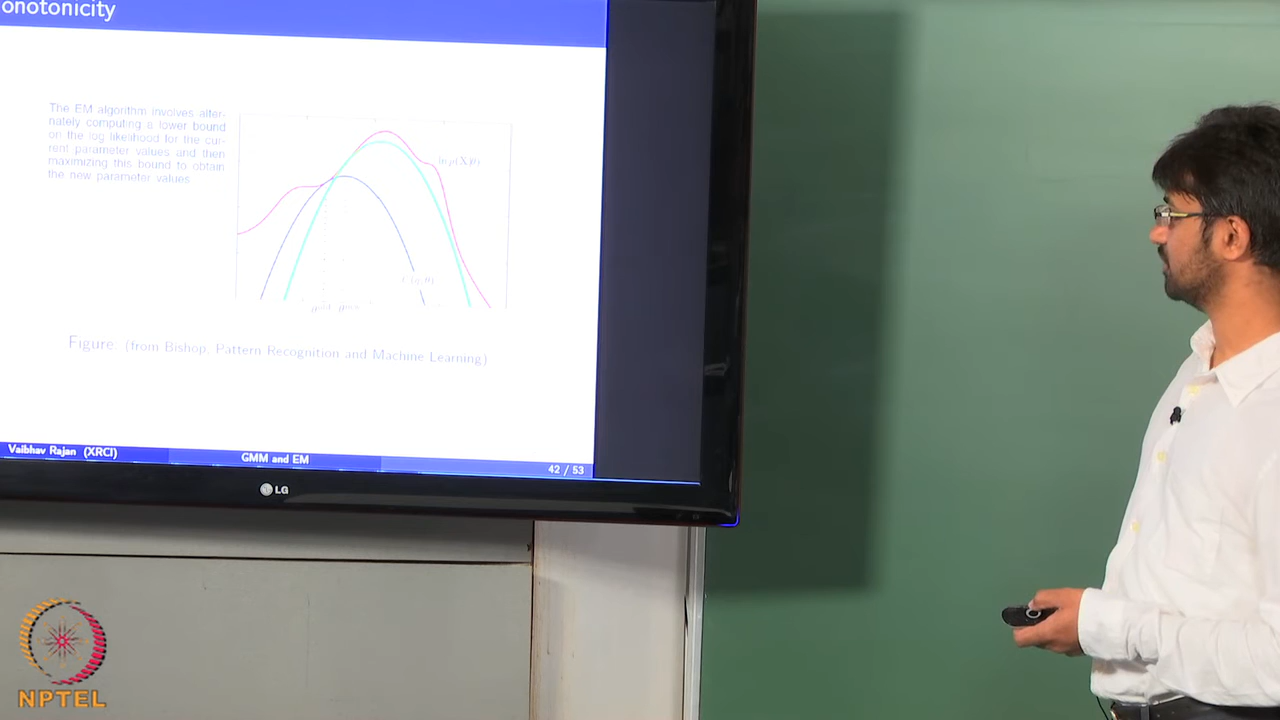 onotonicity
The EM algorithm involves alter-
nately computing a lower bound
on the log likelihood for the cur-
rent parameter values and then
maximizing this bound to obtain
the new parameter values
ln p(X|θ)
Figure: (from Bishop, Pattern Recognition and Machine Learning)
Vaibhav Rajan (XRCI)
GMM and EM
42 / 53
LG
NPTEL